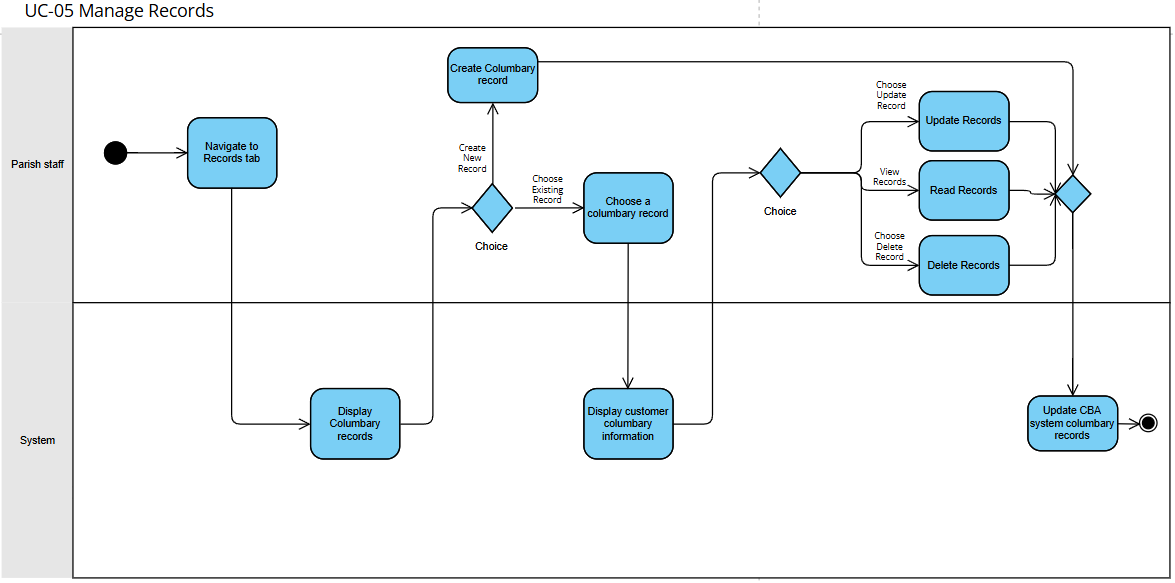 UC-05 Manage Records
Parish staff
Navigate to
Records tab
Create Columbary
record
Create
New
Record
Choice
Choose
Existing
Record
Choose a
columbary record
Choice
Choose
Update
Record
Update Records
View
Records
Read Records
Choose
Delete
Record
Delete Records
System
Display
Columbary
records
Display customer
columbary
information
Update CBA
system columbary
records